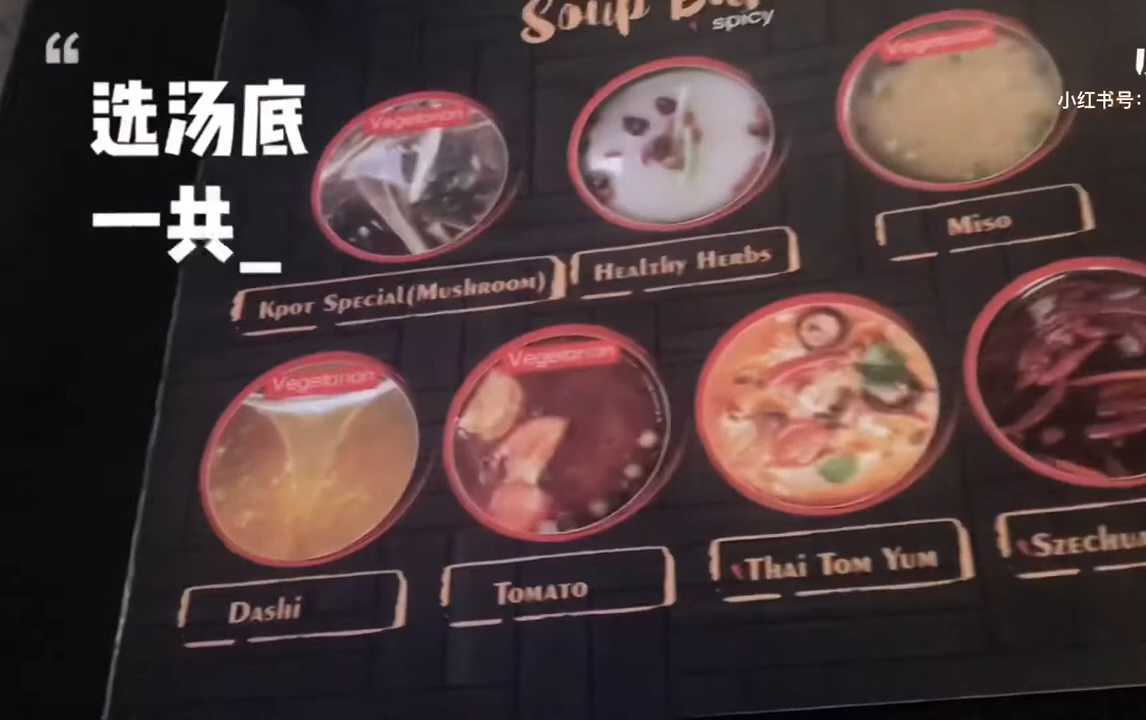 “
选汤底
一共_
小红书号:
Soup
spicy
Vegetarian
Vegetarian
Kpot Special(Mushroom)
Healthy Herbs
Miso
Vegetarian
Vegetarian
Dashi
Tomato
Thai Tom Yum